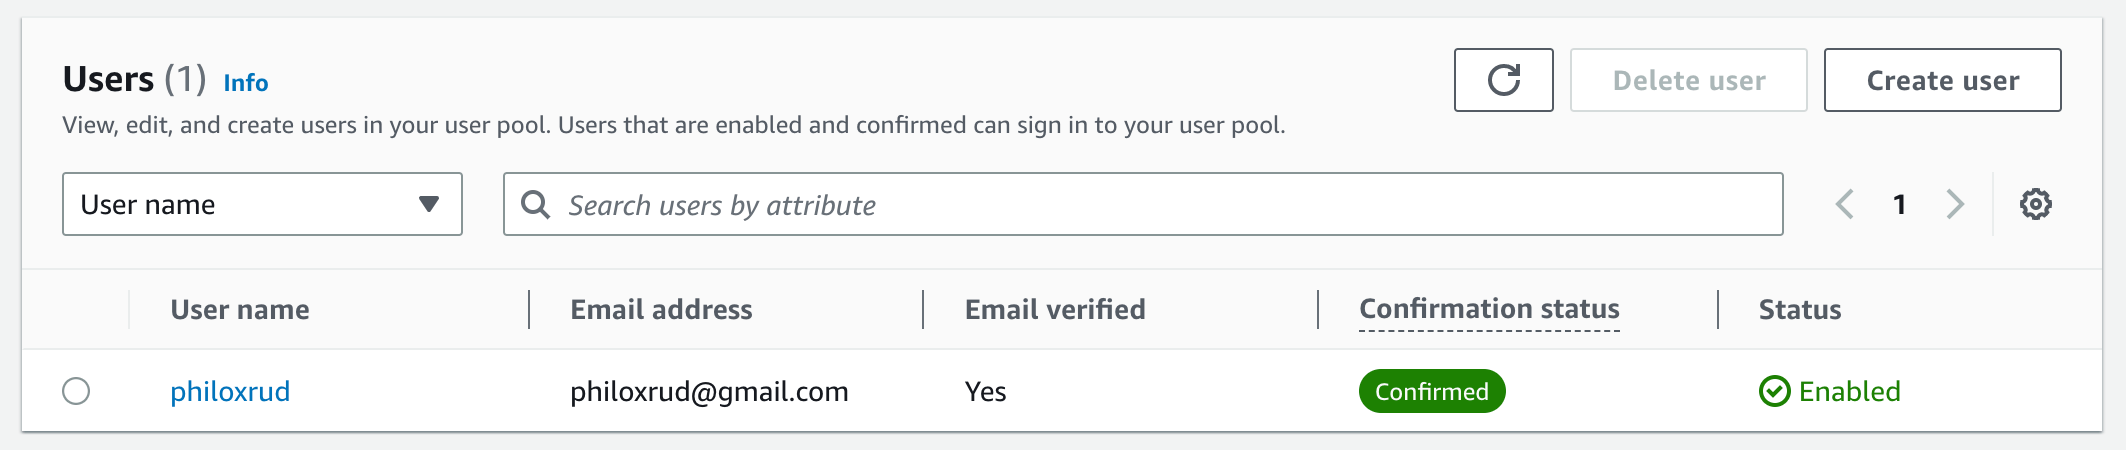 Users (1) Info
View, edit, and create users in your user pool. Users that are enabled and confirmed can sign in to your user pool.
Delete user
Create user
User name
Search users by attribute
1
User name Email address Email verified Confirmation status Status
philoxrud philoxrud@gmail.com Yes Confirmed Enabled